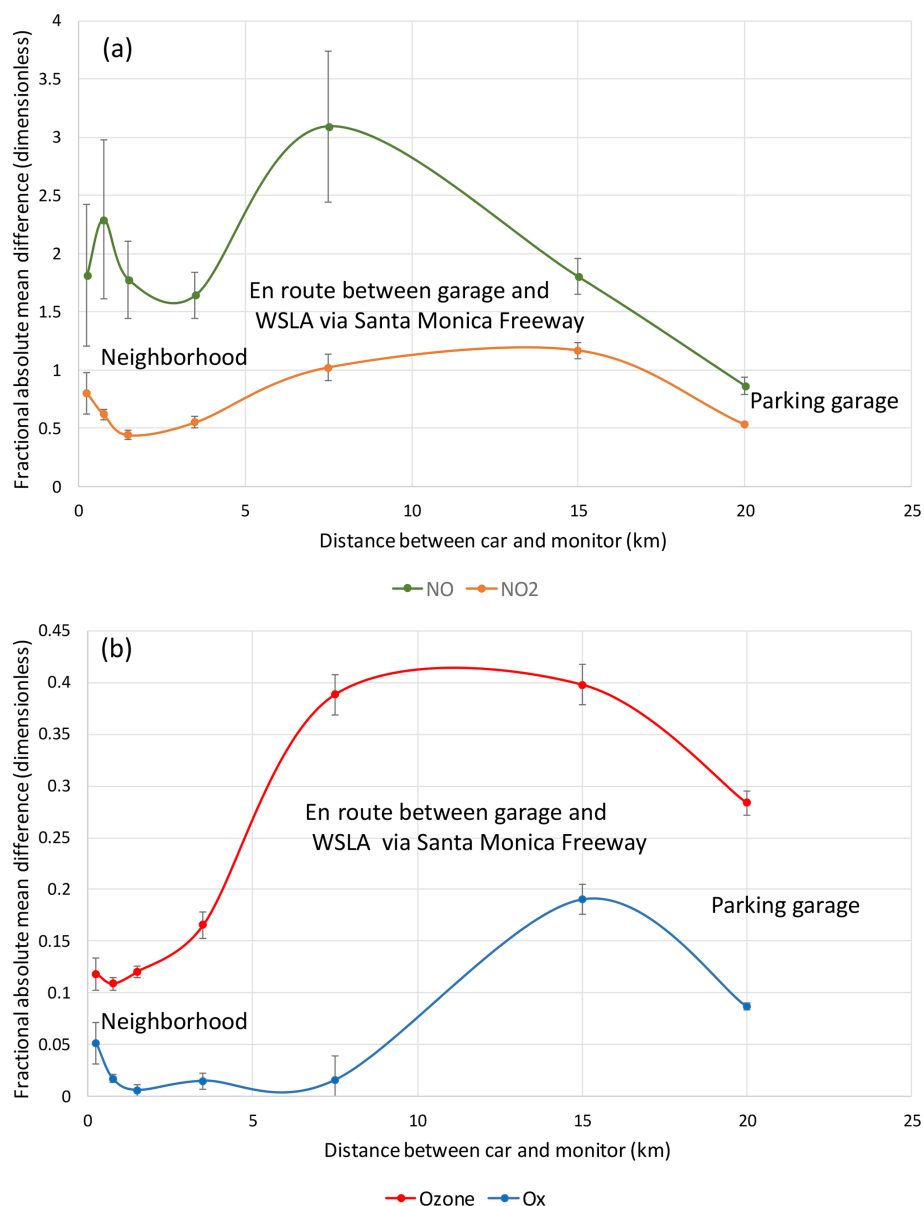 Fractional absolute mean difference (dimensionless)
4
3.5
3
2.5
2
1.5
1
0.5
0
(a)
En route between garage and
WSLA via Santa Monica Freeway
Neighborhood
Parking garage
0 5 10 15 20 25
Distance between car and monitor (km)
NO NO2
Fractional absolute mean difference (dimensionless)
0.45
0.4
0.35
0.3
0.25
0.2
0.15
0.1
0.05
0
(b)
En route between garage and
WSLA via Santa Monica Freeway
Parking garage
Neighborhood
0 5 10 15 20 25
Distance between car and monitor (km)
Ozone Ox